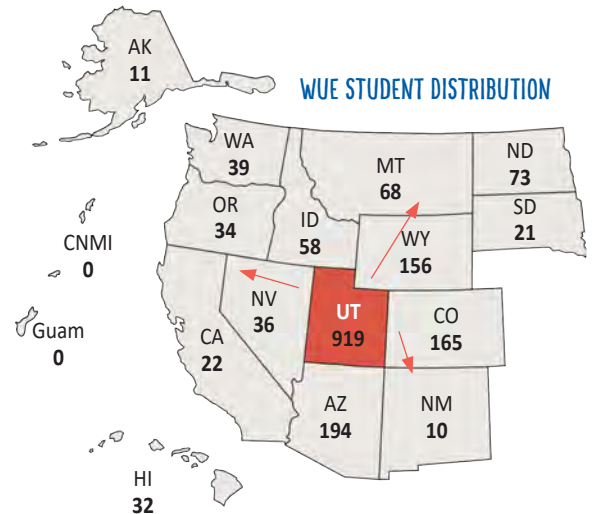 AK
11
WUE STUDENT DISTRIBUTION
WA
39
MT
68
ND
73
OR
34
ID
58
SD
21
WY
156
CNMI
0
NV
36
UT
919
CO
165
Guam
0
CA
22
AZ
194
NM
10
HI
32